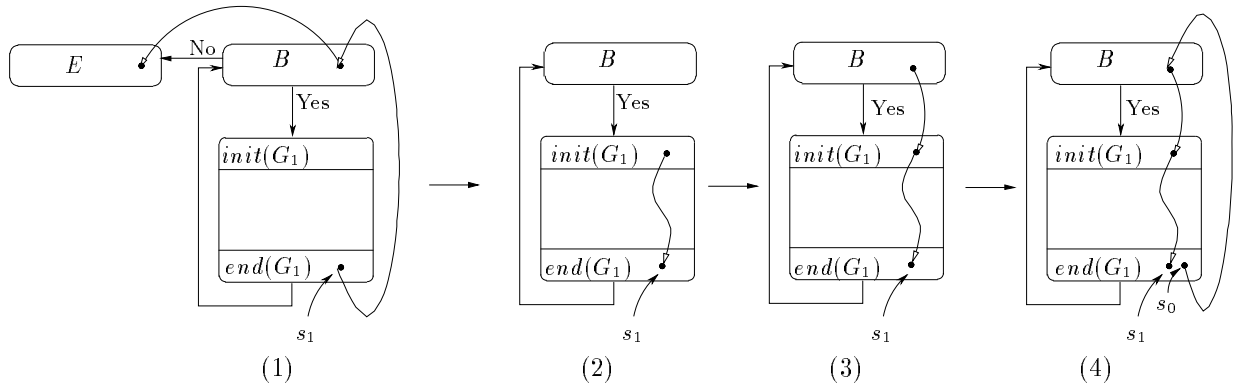 E
No
B
Yes
init(G₁)
end(G₁)
s₁
(1)
B
Yes
init(G₁)
end(G₁)
s₁
(2)
B
Yes
init(G₁)
end(G₁)
s₁
(3)
B
Yes
init(G₁)
end(G₁)
s₀
s₁
(4)